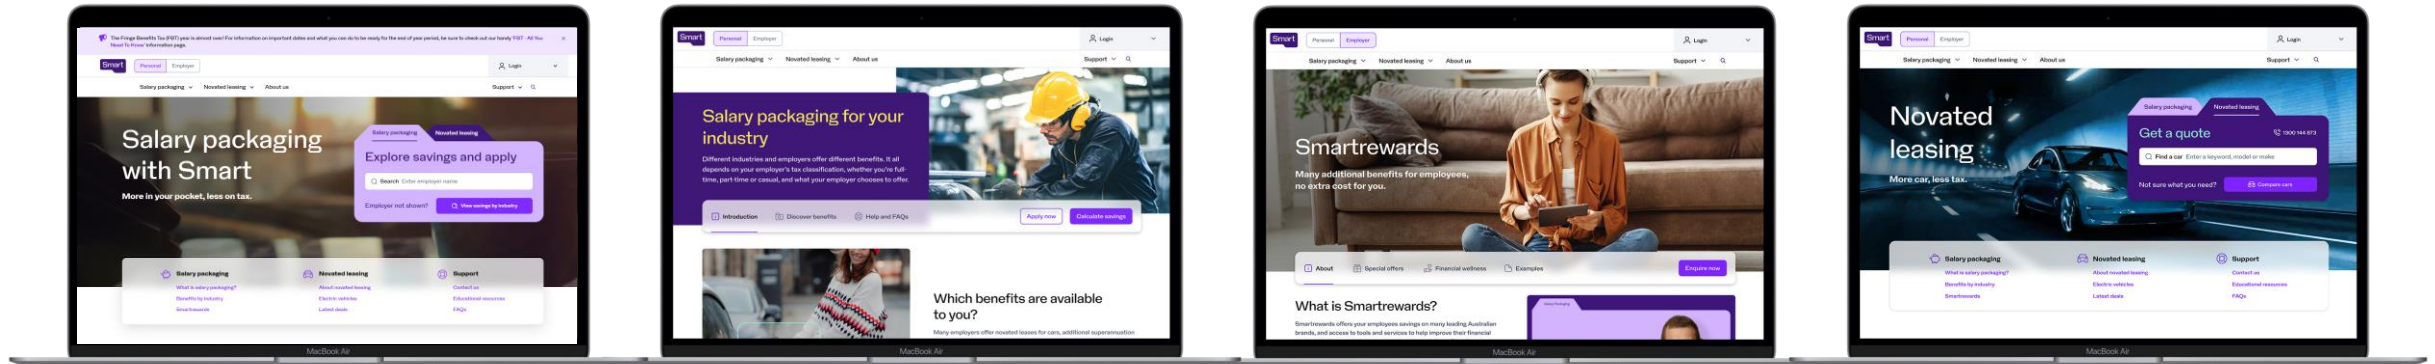 The Fringe Benefits Tax (FBT) year is almost over! For information on important dates and what you can do to be ready for the end of year period, be sure to check out our handy 'FBT - All You
Need To Know' information page.
Smart
Personal Employer
Login
Salary packaging Novated leasing About us
Support
Salary packaging
with Smart
More in your pocket, less on tax.
Salary packaging Novated leasing
Explore savings and apply
Search Enter employer name
Employer not shown? View savings by industry
Salary packaging
What is salary packaging?
Benefits by industry
Smartrewards
Novated leasing
About novated leasing
Electric vehicles
Latest deals
Support
Contact us
Educational resources
FAQs
MacBook Air
Smart
Personal Employer
Login
Salary packaging Novated leasing About us
Support
Salary packaging for your
industry
Different industries and employers offer different benefits. It all
depends on your employer's tax classification, whether you're full-
time, part-time or casual, and what your employer chooses to offer.
Introduction Discover benefits Help and FAQs
Apply now Calculate savings
Which benefits are available
to you?
Many employers offer novated leases for cars, additional superannuation
MacBook Air
Smart
Personal Employer
Login
Salary packaging Novated leasing About us
Support
Smartrewards
Many additional benefits for employees,
no extra cost for you.
About Special offers Financial wellness Examples
Enquire now
What is Smartrewards?
Smartrewards offers your employees savings on many leading Australian
brands, and access to tools and services to help improve their financial
Salary Packaging
MacBook Air
Smart
Personal Employer
Login
Salary packaging Novated leasing About us
Support
Novated
leasing
More car, less tax.
Salary packaging Novated leasing
Get a quote
1300 144 873
Find a car Enter a keyword, model or make
Not sure what you need? Compare cars
Salary packaging
What is salary packaging?
Benefits by industry
Smartrewards
Novated leasing
About novated leasing
Electric vehicles
Latest deals
Support
Contact us
Educational resources
FAQs
MacBook Air